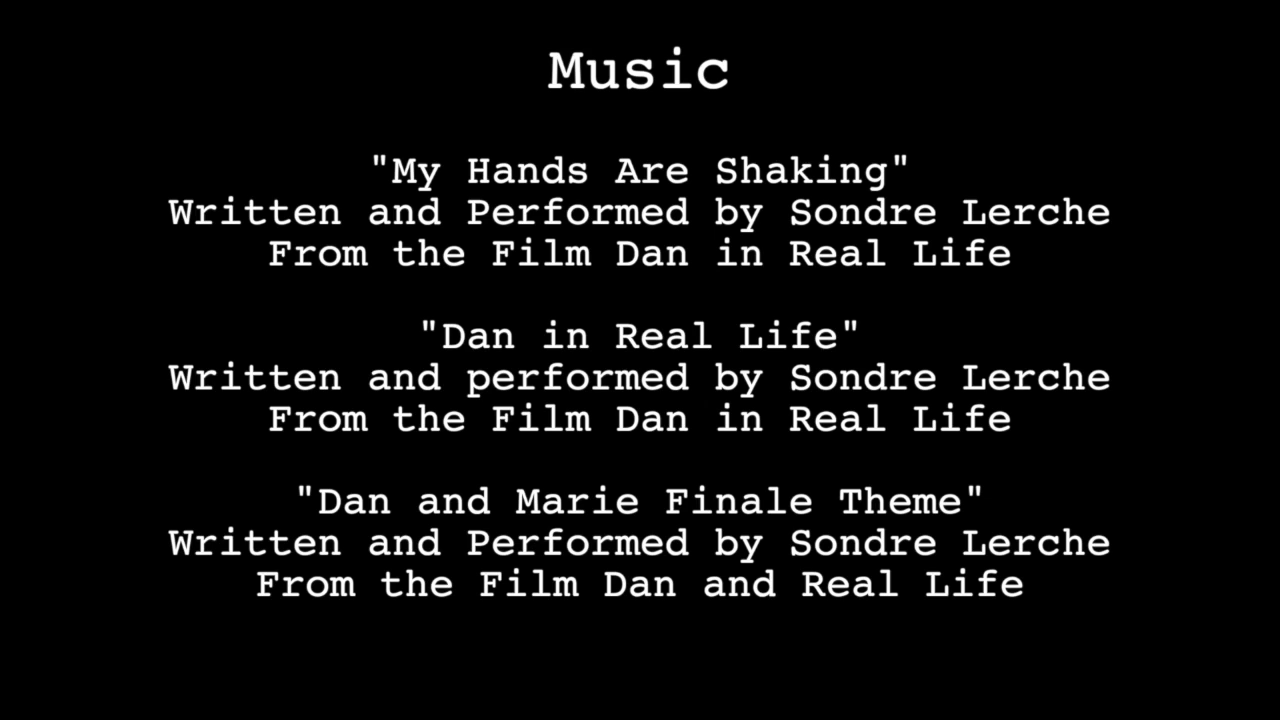 Music
"My Hands Are Shaking"
Written and Performed by Sondre Lerche
From the Film Dan in Real Life
"Dan in Real Life"
Written and performed by Sondre Lerche
From the Film Dan in Real Life
"Dan and Marie Finale Theme"
Written and Performed by Sondre Lerche
From the Film Dan and Real Life